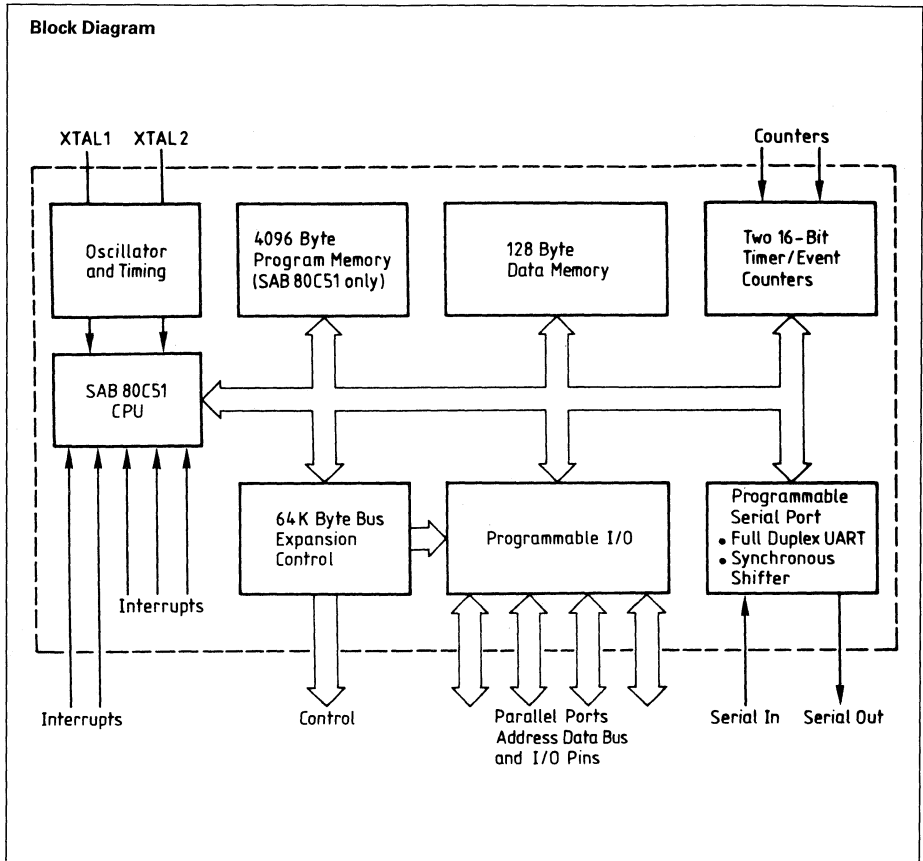 Block Diagram
XTAL1 XTAL2
Counters
Oscillator
and Timing
4096 Byte
Program Memory
(SAB 80C51 only)
128 Byte
Data Memory
Two 16-Bit
Timer/Event
Counters
SAB 80C51
CPU
64K Byte Bus
Expansion
Control
Programmable I/O
Programmable
Serial Port
• Full Duplex UART
• Synchronous
Shifter
Interrupts
Interrupts
Control
Parallel Ports
Address Data Bus
and I/O Pins
Serial In
Serial Out